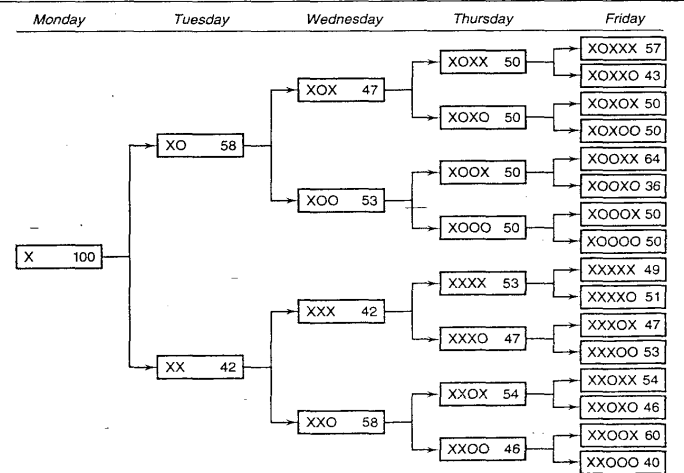 Monday Tuesday Wednesday Thursday Friday
XOXXX 57
XOXX 50
XOXXO 43
XOX 47
XOXOX 50
XOXO 50
XOXOO 50
XO 58
XOOXX 64
XOOX 50
XOOXO 36
XOO 53
XOOOX 50
XOOO 50
XOOOO 50
X 100
XXXXX 49
XXXX 53
XXXXO 51
XXX 42
XXXOX 47
XXXO 47
XXXOO 53
XX 42
XXOXX 54
XXOX 54
XXOXO 46
XXO 58
XXOOX 60
XXOO 46
XXOOO 40